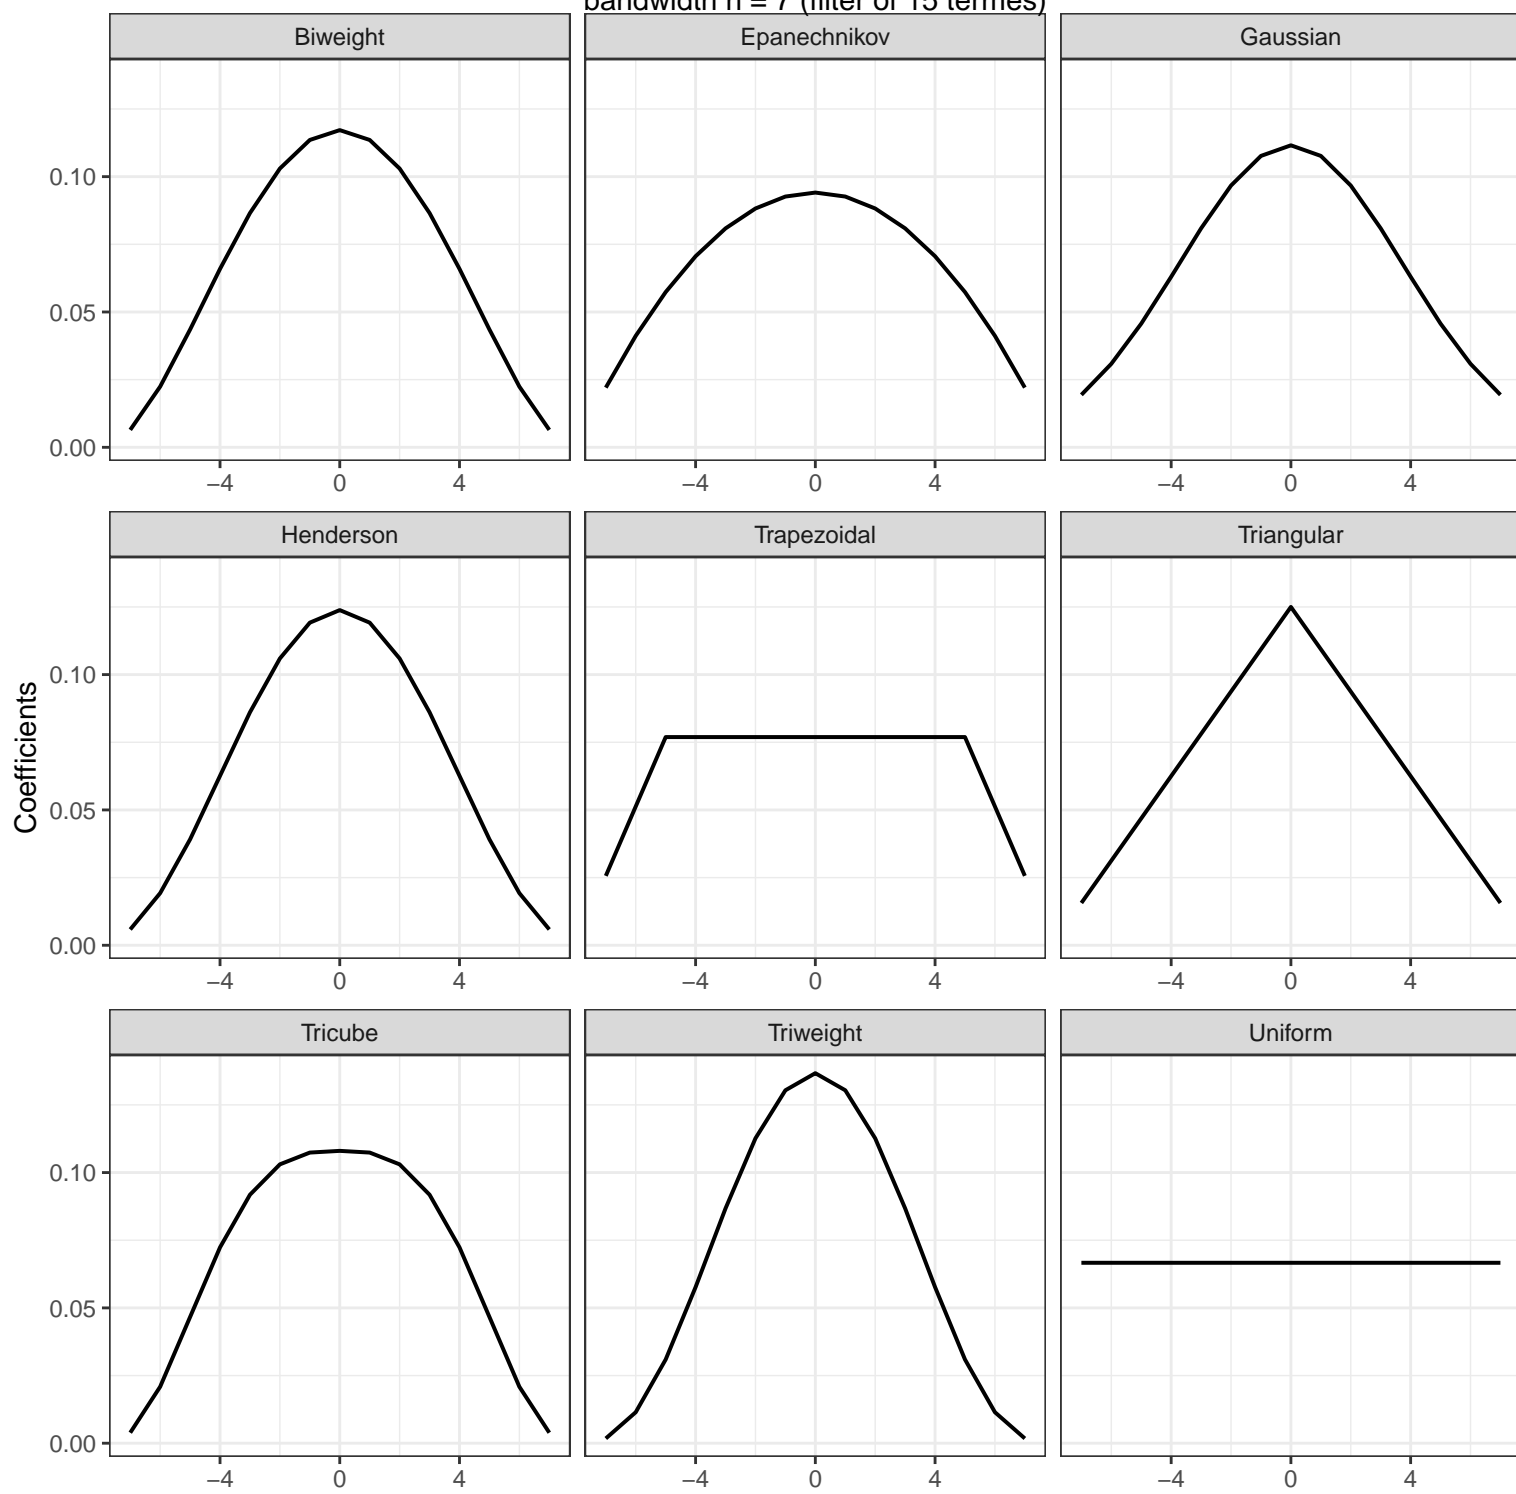 bandwidth h = 7 (filter of 15 termes)
Biweight Epanechnikov Gaussian
0.10
0.05
0.00
−4 0 4 −4 0 4 −4 0 4
Henderson Trapezoidal Triangular
Coefficients
0.10
0.05
0.00
−4 0 4 −4 0 4 −4 0 4
Tricube Triweight Uniform
0.10
0.05
0.00
−4 0 4 −4 0 4 −4 0 4